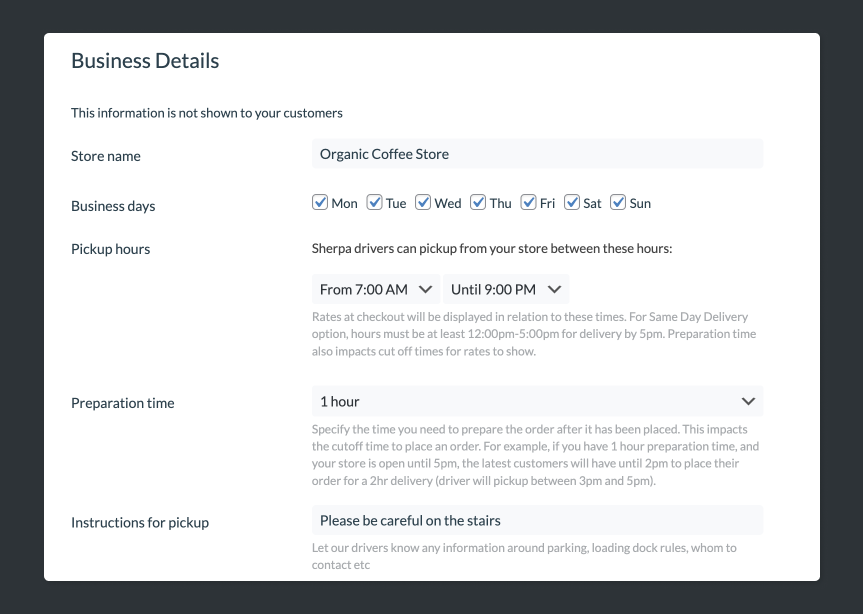 Business Details
This information is not shown to your customers
Store name
Organic Coffee Store
Business days
Mon Tue Wed Thu Fri Sat Sun
Pickup hours
Sherpa drivers can pickup from your store between these hours:
From 7:00 AM Until 9:00 PM
Rates at checkout will be displayed in relation to these times. For Same Day Delivery
option, hours must be at least 12:00pm-5:00pm for delivery by 5pm. Preparation time
also impacts cut off times for rates to show.
Preparation time
1 hour
Specify the time you need to prepare the order after it has been placed. This impacts
the cutoff time to place an order. For example, if you have 1 hour preparation time, and
your store is open until 5pm, the latest customers will have until 2pm to place their
order for a 2hr delivery (driver will pickup between 3pm and 5pm).
Instructions for pickup
Please be careful on the stairs
Let our drivers know any information around parking, loading dock rules, whom to
contact etc